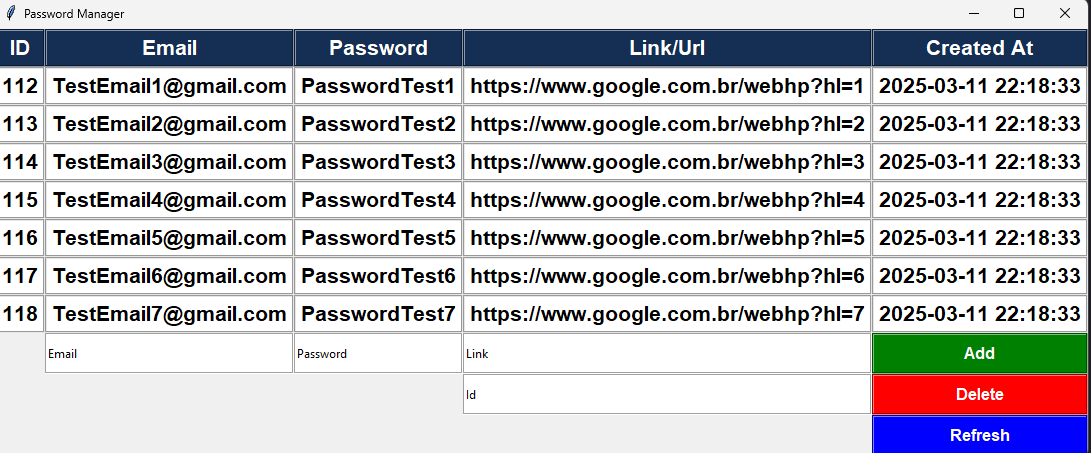 Password Manager
ID Email Password Link/Url Created At
112 TestEmail1@gmail.com PasswordTest1 https://www.google.com.br/webhp?hl=1 2025-03-11 22:18:33
113 TestEmail2@gmail.com PasswordTest2 https://www.google.com.br/webhp?hl=2 2025-03-11 22:18:33
114 TestEmail3@gmail.com PasswordTest3 https://www.google.com.br/webhp?hl=3 2025-03-11 22:18:33
115 TestEmail4@gmail.com PasswordTest4 https://www.google.com.br/webhp?hl=4 2025-03-11 22:18:33
116 TestEmail5@gmail.com PasswordTest5 https://www.google.com.br/webhp?hl=5 2025-03-11 22:18:33
117 TestEmail6@gmail.com PasswordTest6 https://www.google.com.br/webhp?hl=6 2025-03-11 22:18:33
118 TestEmail7@gmail.com PasswordTest7 https://www.google.com.br/webhp?hl=7 2025-03-11 22:18:33
Email Password Link Add
Id Delete
Refresh